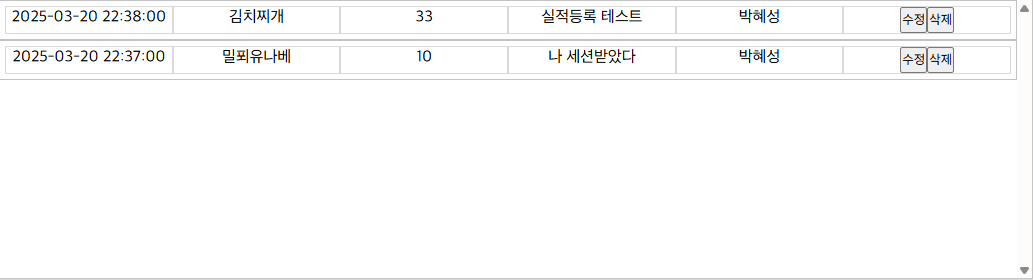 2025-03-20 22:38:00 김치찌개 33 실적등록 테스트 박혜성 수정 삭제
2025-03-20 22:37:00 밀푀유나베 10 나 세션받았다 박혜성 수정 삭제